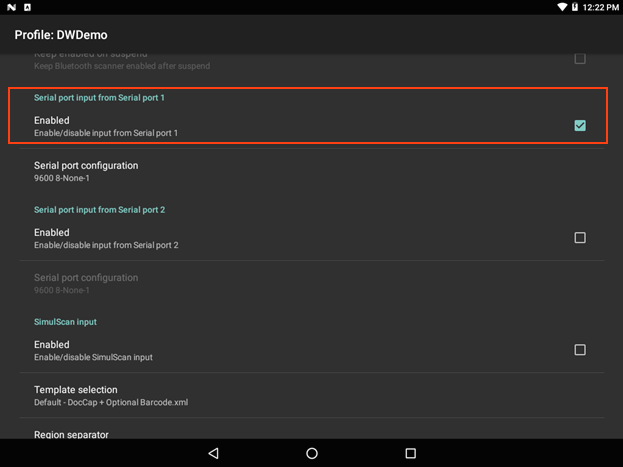 12:22 PM
Profile: DWDemo
Keep enabled on suspend
Keep Bluetooth scanner enabled after suspend
Serial port input from Serial port 1
Enabled
Enable/disable input from Serial port 1
Serial port configuration
9600 8-None-1
Serial port input from Serial port 2
Enabled
Enable/disable input from Serial port 2
Serial port configuration
9600 8-None-1
SimulScan input
Enabled
Enable/disable SimulScan input
Template selection
Default - DocCap + Optional Barcode.xml
Region separator